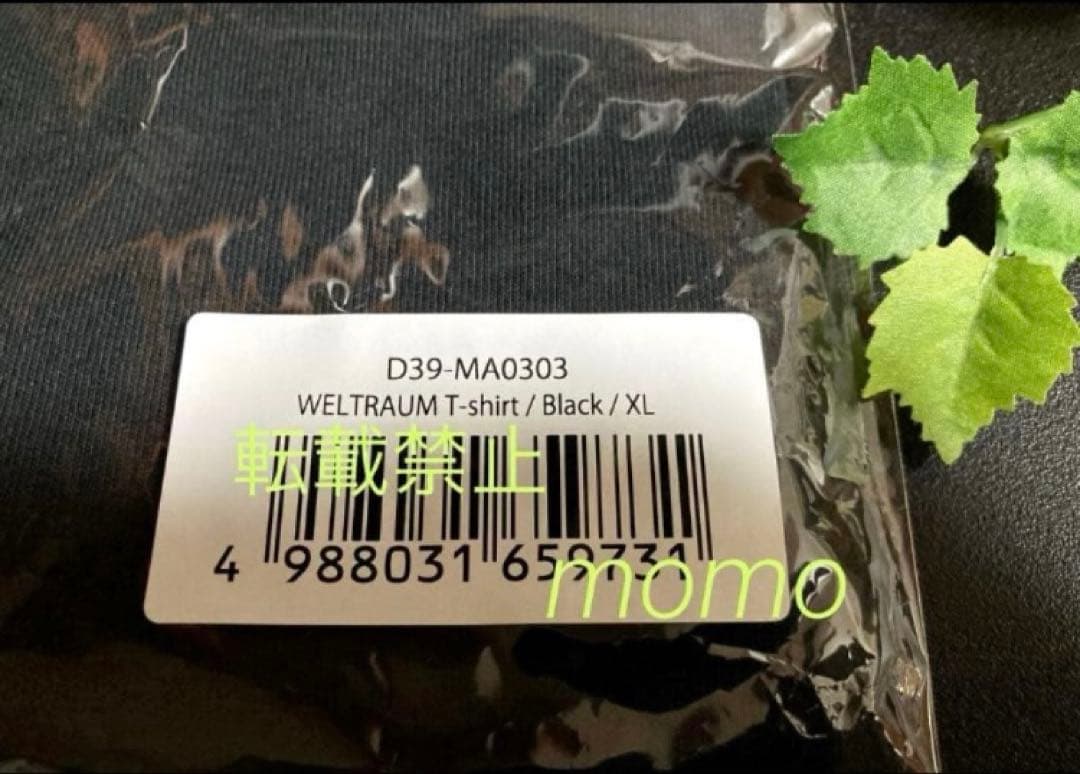 D39-MA0303
WELTRAUM T-shirt / Black / XL
転載禁止
4 988031 659731
momo